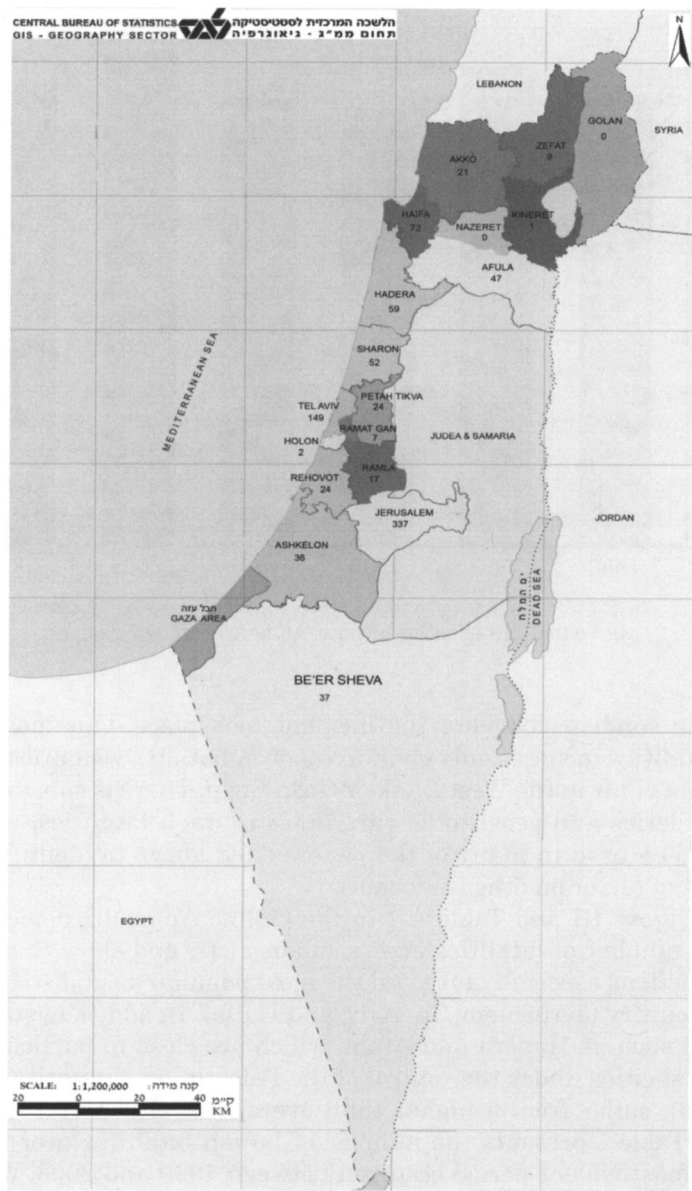 CENTRAL BUREAU OF STATISTICS
הלשכה המרכזית לסטטיסטיקה
GIS - GEOGRAPHY SECTOR
תחום ממ"ג - גיאוגרפיה
N
LEBANON
GOLAN
0
SYRIA
ZEFAT
9
AKKO
21
HAIFA
72
6
KINERET
1
NAZERET
0
AFULA
47
HADERA
59
SHARON
52
MEDITERRANEAN SEA
PETAH TIKVA
24
TEL AVIV
149
RAMAT GAN
7
HOLON
2
JUDEA & SAMARIA
RAMLA
17
REHOVOT
24
JERUSALEM
337
JORDAN
ASHKELON
36
ים המלח
DEAD SEA
חבל עזה
GAZA AREA
BE'ER SHEVA
37
EGYPT
SCALE: 1:1,200,000 קנה מידה:
20 0 20 40 ק"מ
KM